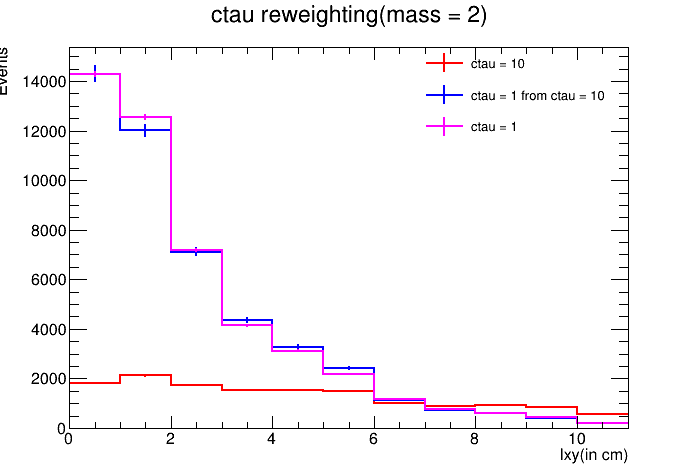 ctau reweighting(mass = 2)
Events
ctau = 10
ctau = 1 from ctau = 10
ctau = 1
14000
12000
10000
8000
6000
4000
2000
0
0 2 4 6 8 10
lxy(in cm)